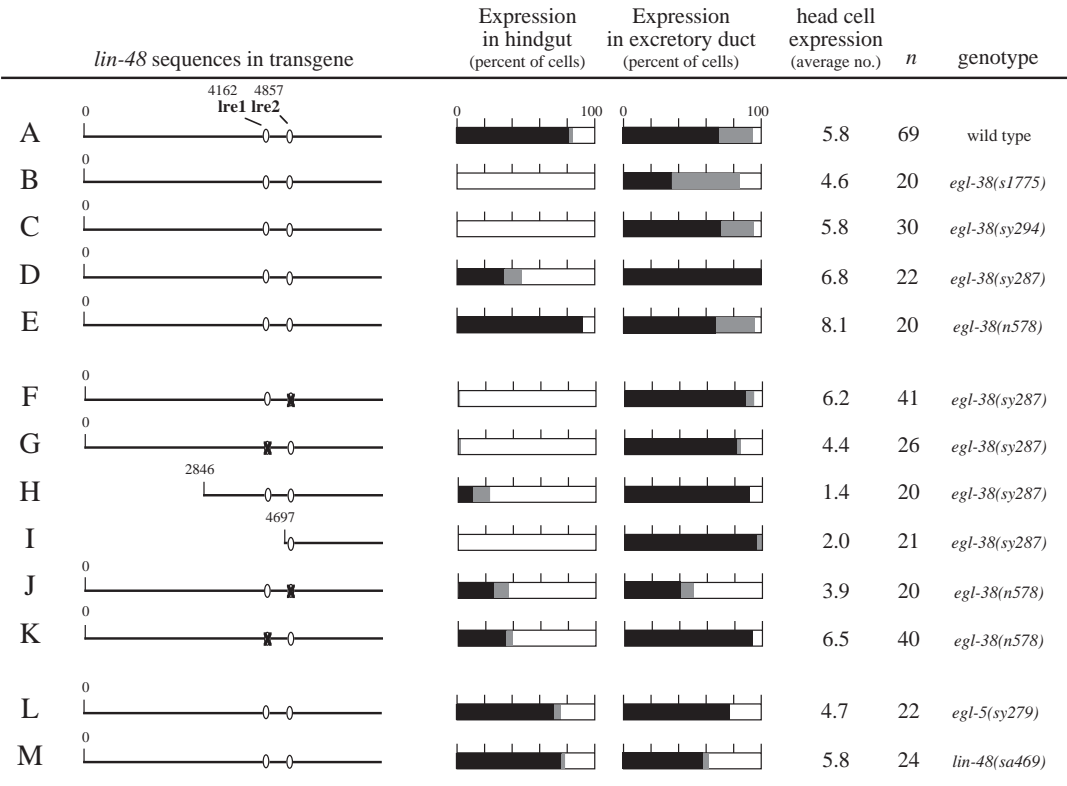 Expression Expression head cell
in hindgut in excretory duct expression
lin-48 sequences in transgene (percent of cells) (percent of cells) (average no.) n genotype
4162 4857
0 lre1 lre2 0 100 0 100
A 5.8 69 wild type
0
B 4.6 20 egl-38(s1775)
0
C 5.8 30 egl-38(sy294)
0
D 6.8 22 egl-38(sy287)
0
E 8.1 20 egl-38(n578)
0
F 6.2 41 egl-38(sy287)
0
G 4.4 26 egl-38(sy287)
2846
H 1.4 20 egl-38(sy287)
4697
I 2.0 21 egl-38(sy287)
0
J 3.9 20 egl-38(n578)
0
K 6.5 40 egl-38(n578)
0
L 4.7 22 egl-5(sy279)
0
M 5.8 24 lin-48(sa469)